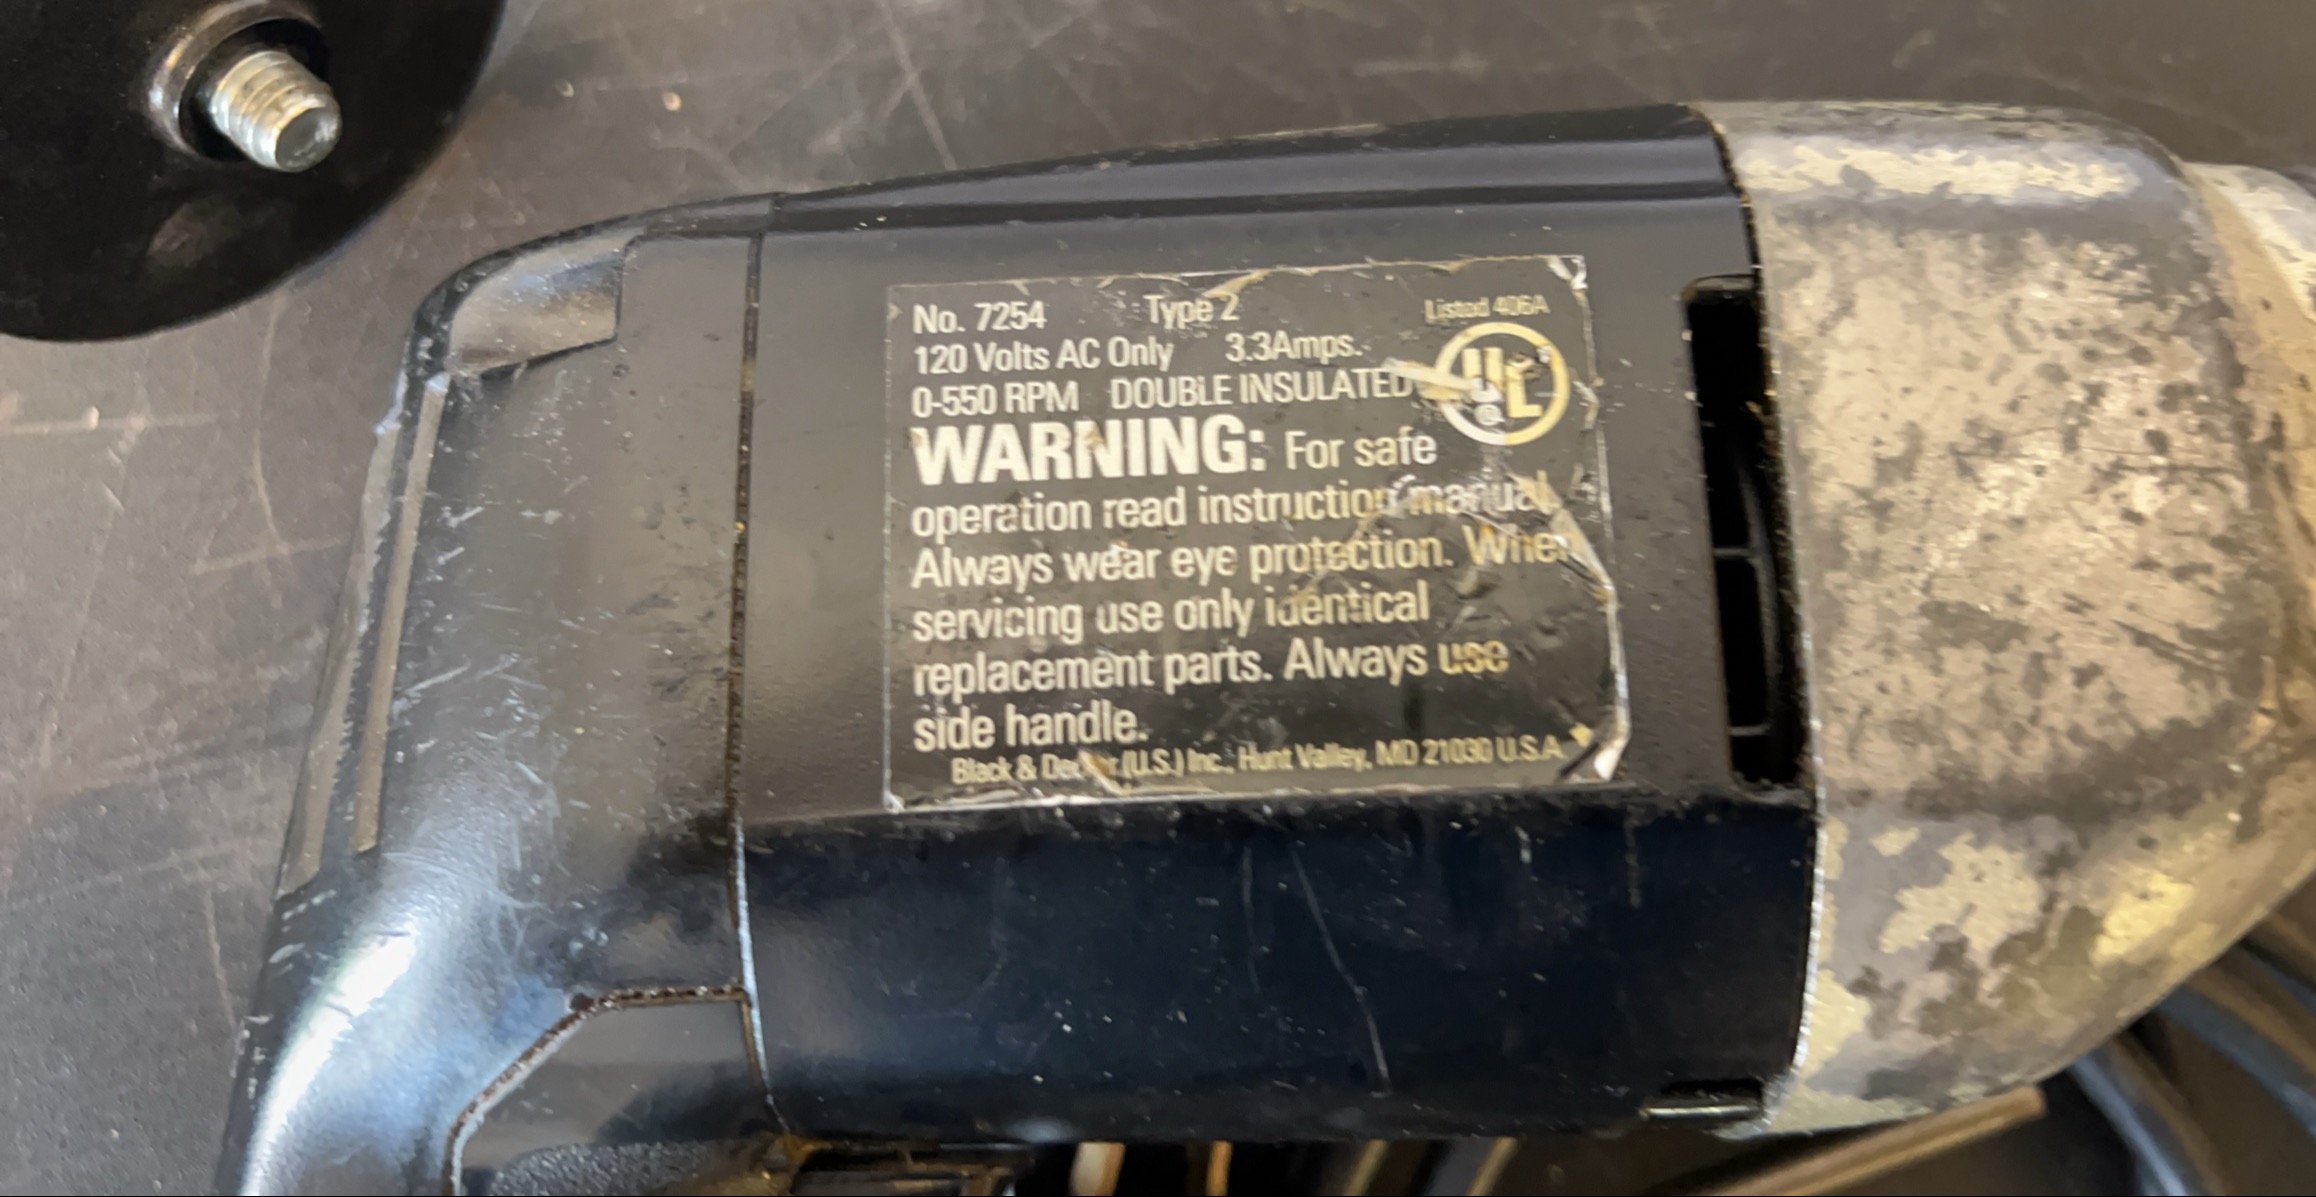 No. 7254 Type 2 Listed 406A
120 Volts AC Only 3.3Amps.
0-550 RPM DOUBLE INSULATED
UL
WARNING: For safe
operation read instruction manual.
Always wear eye protection. When
servicing use only identical
replacement parts. Always use
side handle.
Black & Decker (U.S.) Inc., Hunt Valley, MD 21030 U.S.A